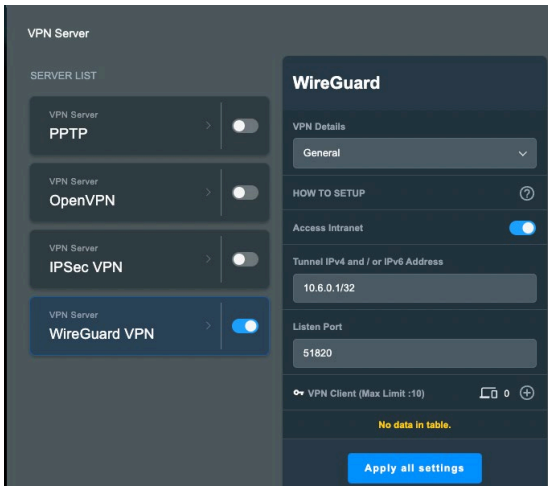 VPN Server
SERVER LIST
VPN Server
PPTP
VPN Server
OpenVPN
VPN Server
IPSec VPN
VPN Server
WireGuard VPN
WireGuard
VPN Details
General
HOW TO SETUP
Access Intranet
Tunnel IPv4 and / or IPv6 Address
10.6.0.1/32
Listen Port
51820
VPN Client (Max Limit :10) 0
No data in table.
Apply all settings